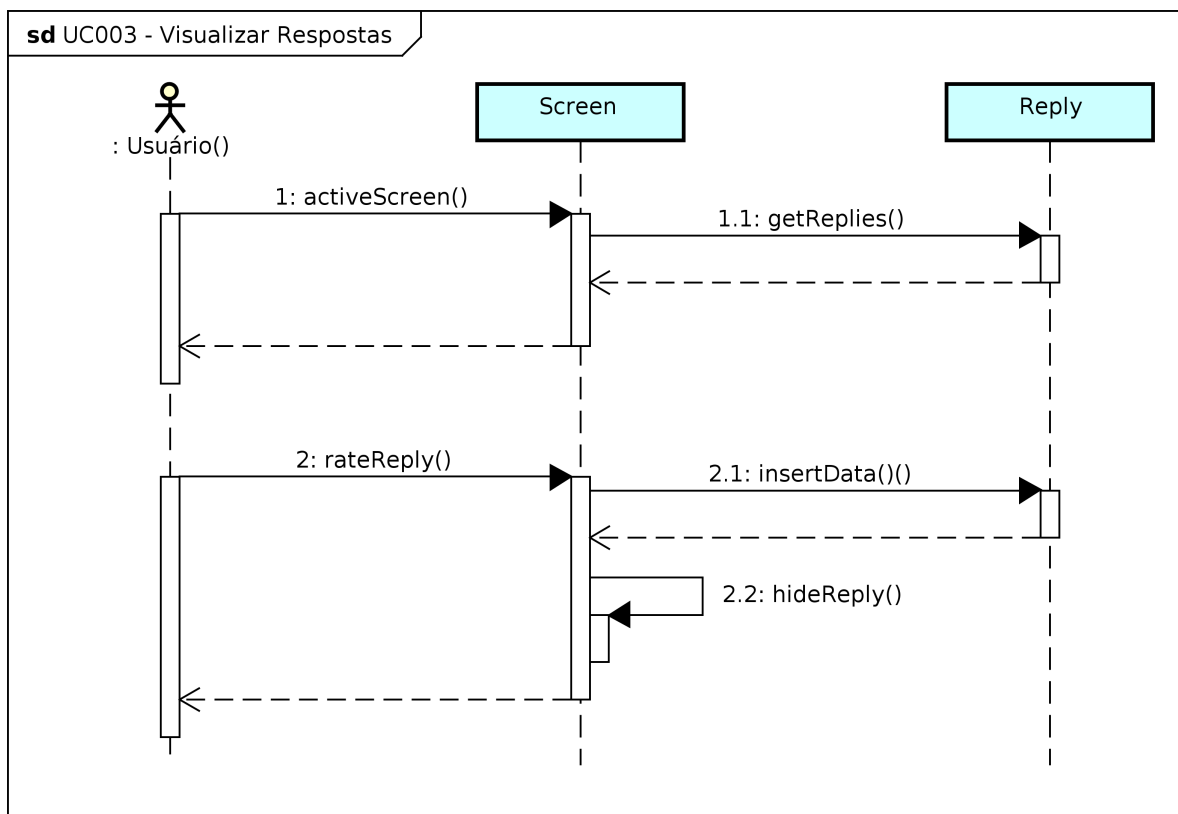 sd UC003 - Visualizar Respostas
: Usuário()
Screen
Reply
1: activeScreen()
1.1: getReplies()
2: rateReply()
2.1: insertData()()
2.2: hideReply()